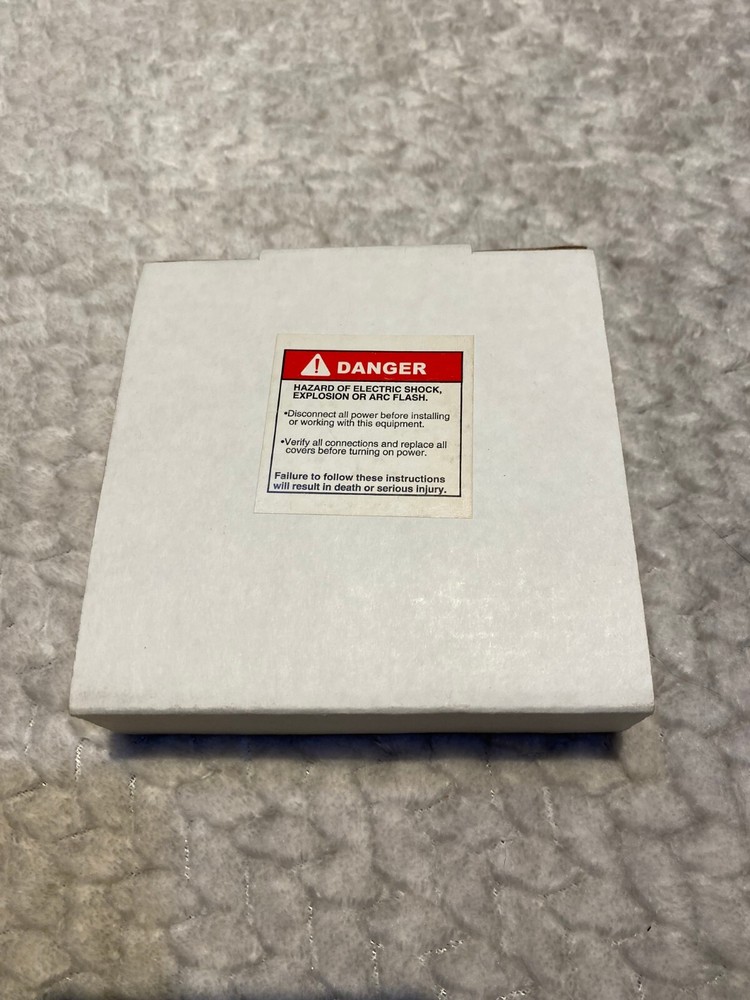 DANGER
HAZARD OF ELECTRIC SHOCK,
EXPLOSION OR ARC FLASH.
•Disconnect all power before installing
or working with this equipment.
•Verify all connections and replace all
covers before turning on power.
Failure to follow these instructions
will result in death or serious injury.